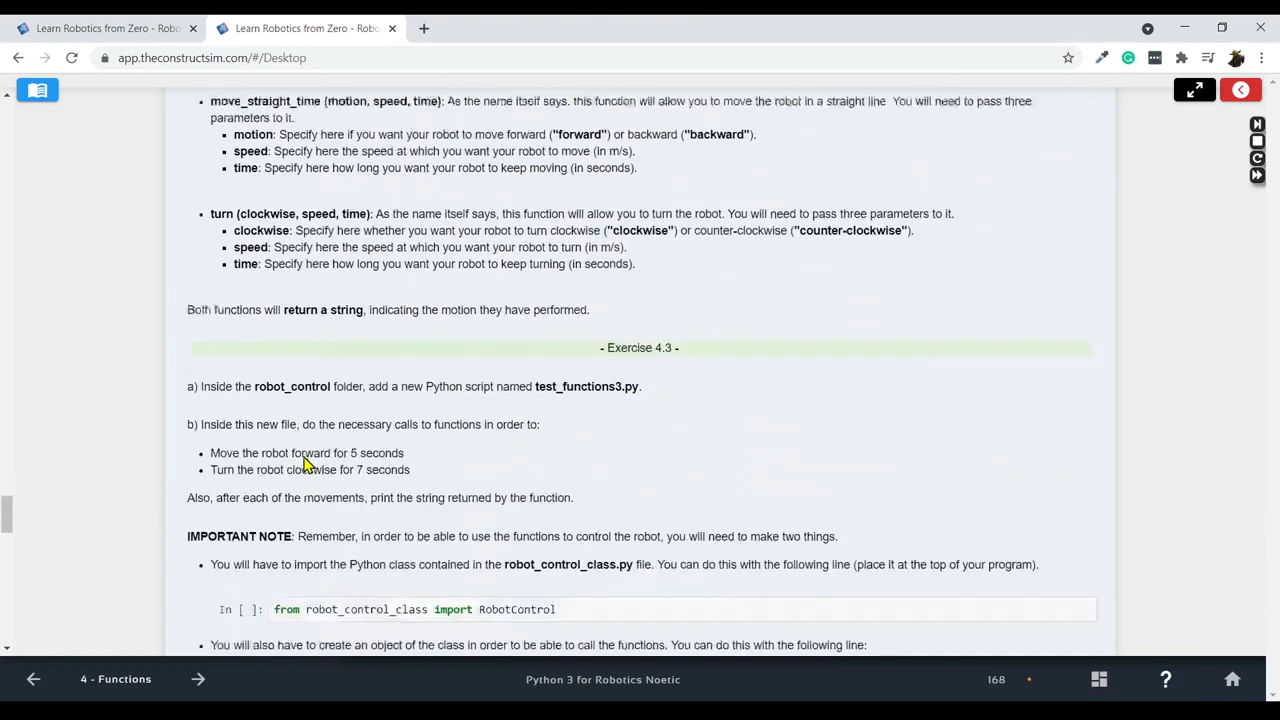 Learn Robotics from Zero - Robo
Learn Robotics from Zero - Robo
app.theconstructsim.com/#/Desktop
move_straight_time (motion, speed, time): As the name itself says, this function will allow you to move the robot in a straight line You will need to pass three
parameters to it.
motion: Specify here if you want your robot to move forward ("forward") or backward ("backward").
speed: Specify here the speed at which you want your robot to move (in m/s).
time: Specify here how long you want your robot to keep moving (in seconds).
turn (clockwise, speed, time): As the name itself says, this function will allow you to turn the robot. You will need to pass three parameters to it.
clockwise: Specify here whether you want your robot to turn clockwise ("clockwise") or counter-clockwise ("counter-clockwise").
speed: Specify here the speed at which you want your robot to turn (in m/s).
time: Specify here how long you want your robot to keep turning (in seconds).
Both functions will return a string, indicating the motion they have performed.
- Exercise 4.3 -
a) Inside the robot_control folder, add a new Python script named test_functions3.py.
b) Inside this new file, do the necessary calls to functions in order to:
Move the robot forward for 5 seconds
Turn the robot clockwise for 7 seconds
Also, after each of the movements, print the string returned by the function.
IMPORTANT NOTE: Remember, in order to be able to use the functions to control the robot, you will need to make two things.
You will have to import the Python class contained in the robot_control_class.py file. You can do this with the following line (place it at the top of your program).
In [ ]: from robot_control_class import RobotControl
You will also have to create an object of the class in order to be able to call the functions. You can do this with the following line:
4 - Functions
Python 3 for Robotics Noetic
168
?